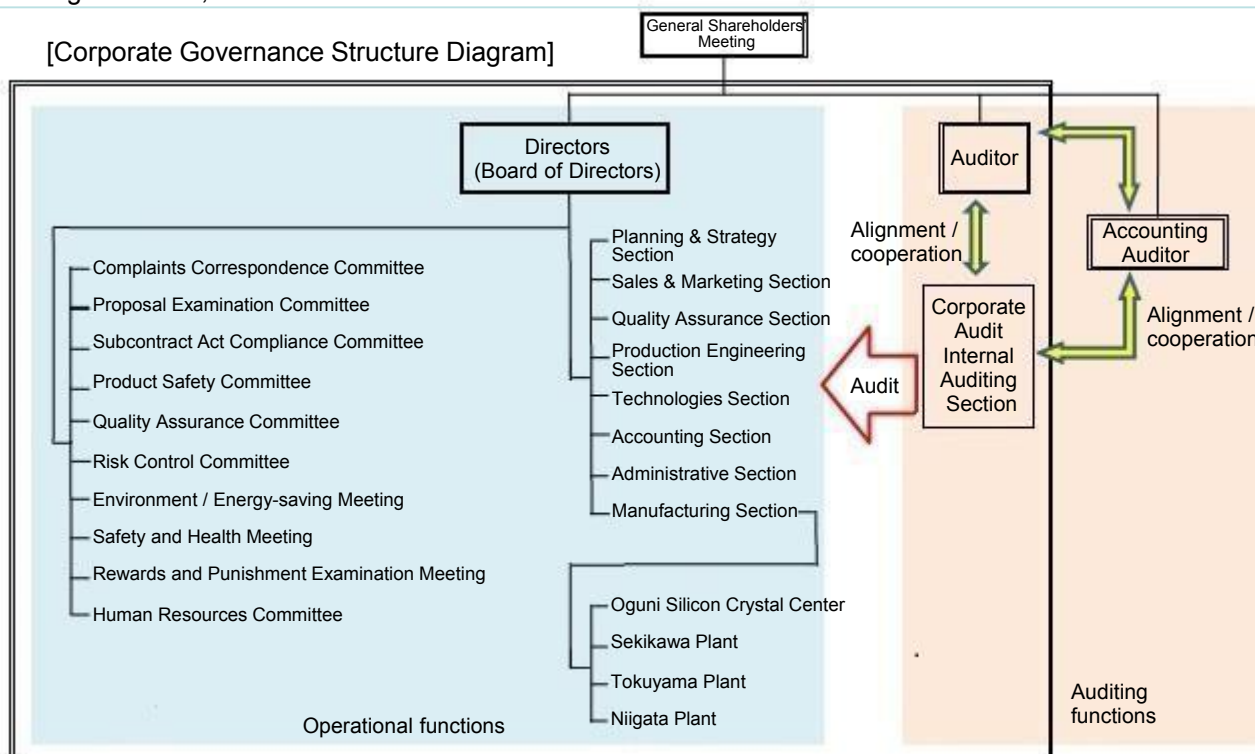 General Shareholders'
Meeting
[Corporate Governance Structure Diagram]
Directors
(Board of Directors)
Auditor
Accounting
Auditor
Alignment /
cooperation
Corporate
Audit
Internal
Auditing
Section
Alignment /
cooperation
Audit
Complaints Correspondence Committee
Proposal Examination Committee
Subcontract Act Compliance Committee
Product Safety Committee
Quality Assurance Committee
Risk Control Committee
Environment / Energy-saving Meeting
Safety and Health Meeting
Rewards and Punishment Examination Meeting
Human Resources Committee
Planning & Strategy
Section
Sales & Marketing Section
Quality Assurance Section
Production Engineering
Section
Technologies Section
Accounting Section
Administrative Section
Manufacturing Section
Oguni Silicon Crystal Center
Sekikawa Plant
Tokuyama Plant
Niigata Plant
Operational functions
Auditing
functions